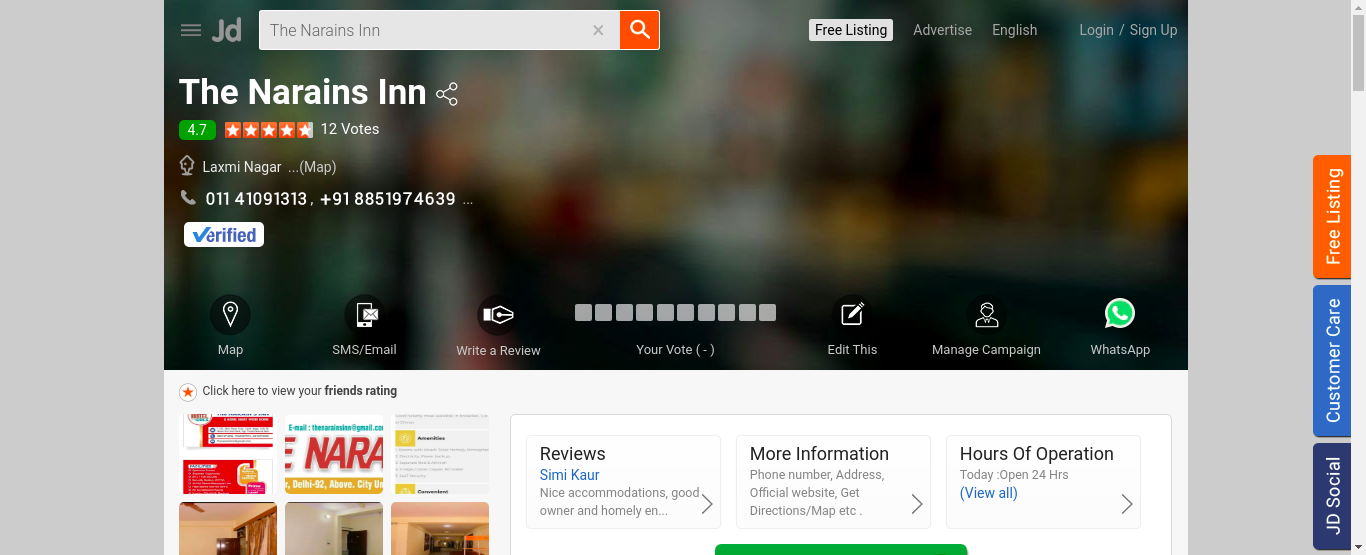 Jd
The Narains Inn
Free Listing
Advertise
English
Login / Sign Up
The Narains Inn
4.7
12 Votes
Laxmi Nagar ...(Map)
011 41091313, +91 8851974639 ...
Verified
Map
SMS/Email
Write a Review
Your Vote ( - )
Edit This
Manage Campaign
WhatsApp
Click here to view your friends rating
E-mail : thenarainsinn@gmail.co
E NARA
, Delhi-92, Above. City Un
Amenities
Convenient
Reviews
Simi Kaur
Nice accommodations, good
owner and homely en...
More Information
Phone number, Address,
Official website, Get
Directions/Map etc .
Hours Of Operation
Today :Open 24 Hrs
(View all)
Free Listing
Customer Care
JD Social